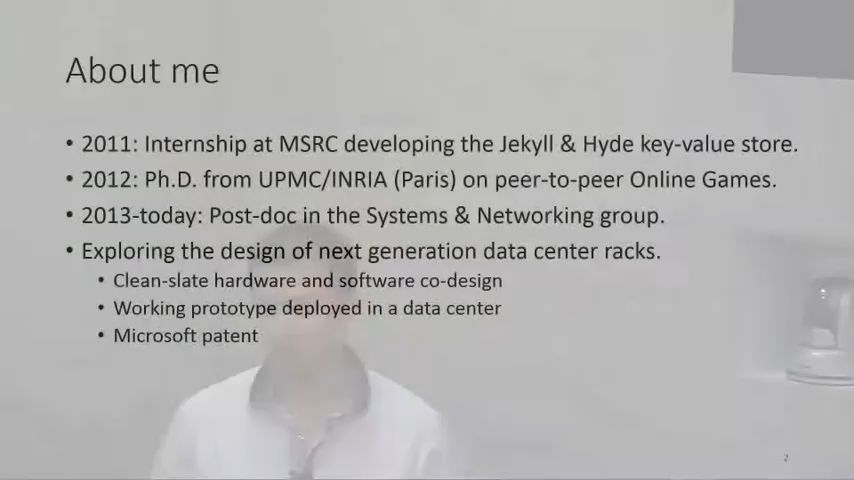 About me
• 2011: Internship at MSRC developing the Jekyll & Hyde key-value store.
• 2012: Ph.D. from UPMC/INRIA (Paris) on peer-to-peer Online Games.
• 2013-today: Post-doc in the Systems & Networking group.
• Exploring the design of next generation data center racks.
• Clean-slate hardware and software co-design
• Working prototype deployed in a data center
• Microsoft patent
2